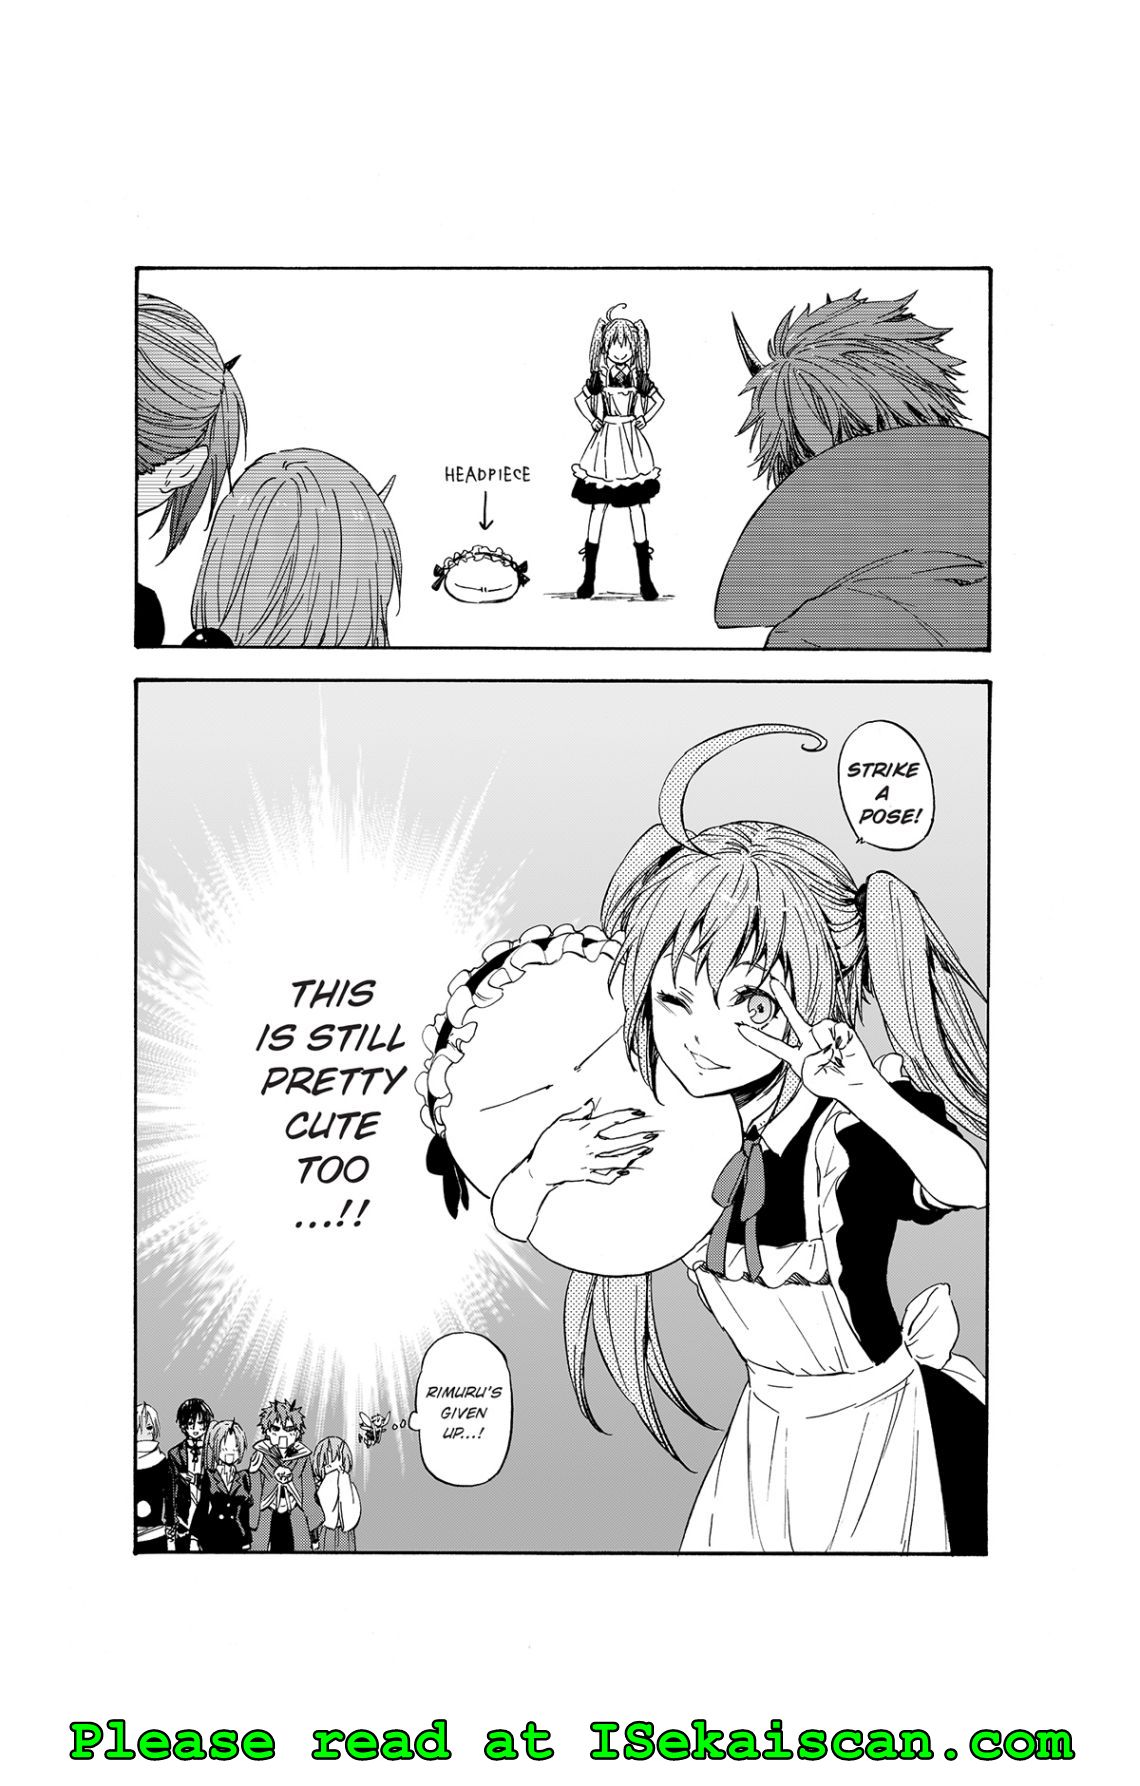 HEADPIECE
STRIKE
A
POSE!
THIS
IS STILL
PRETTY
CUTE
TOO
...!!
RIMURU'S
GIVEN
UP...!
Please read at ISekaiscan.com